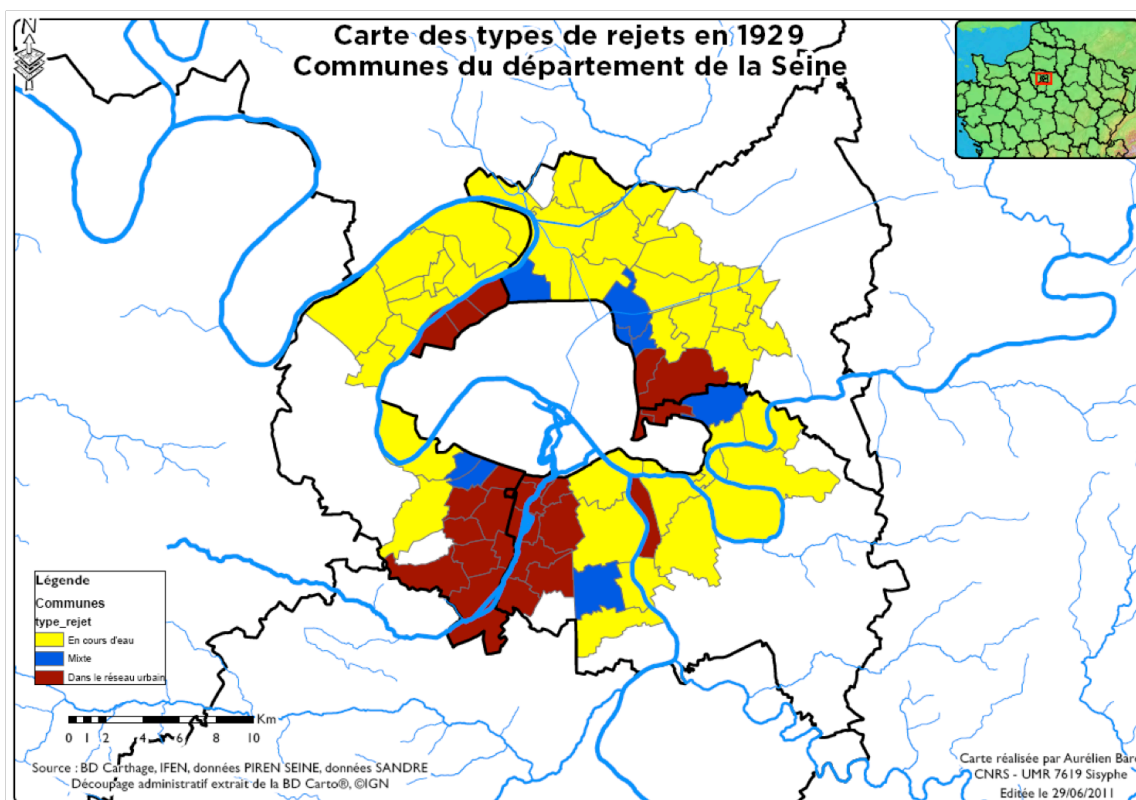 N
Carte des types de rejets en 1929
Communes du département de la Seine
Légende
Communes
type_rejet
En cours d'eau
Mixte
Dans le réseau urbain
Km
0 1 2 4 6 8 10
Source : BD Carthage, IFEN, données PIREN SEINE, données SANDRE
Découpage administratif extrait de la BD Carto®, ©IGN
Carte réalisée par Aurélien
CNRS - UMR 7619 Sisyphe
Editée le 29/06/2011